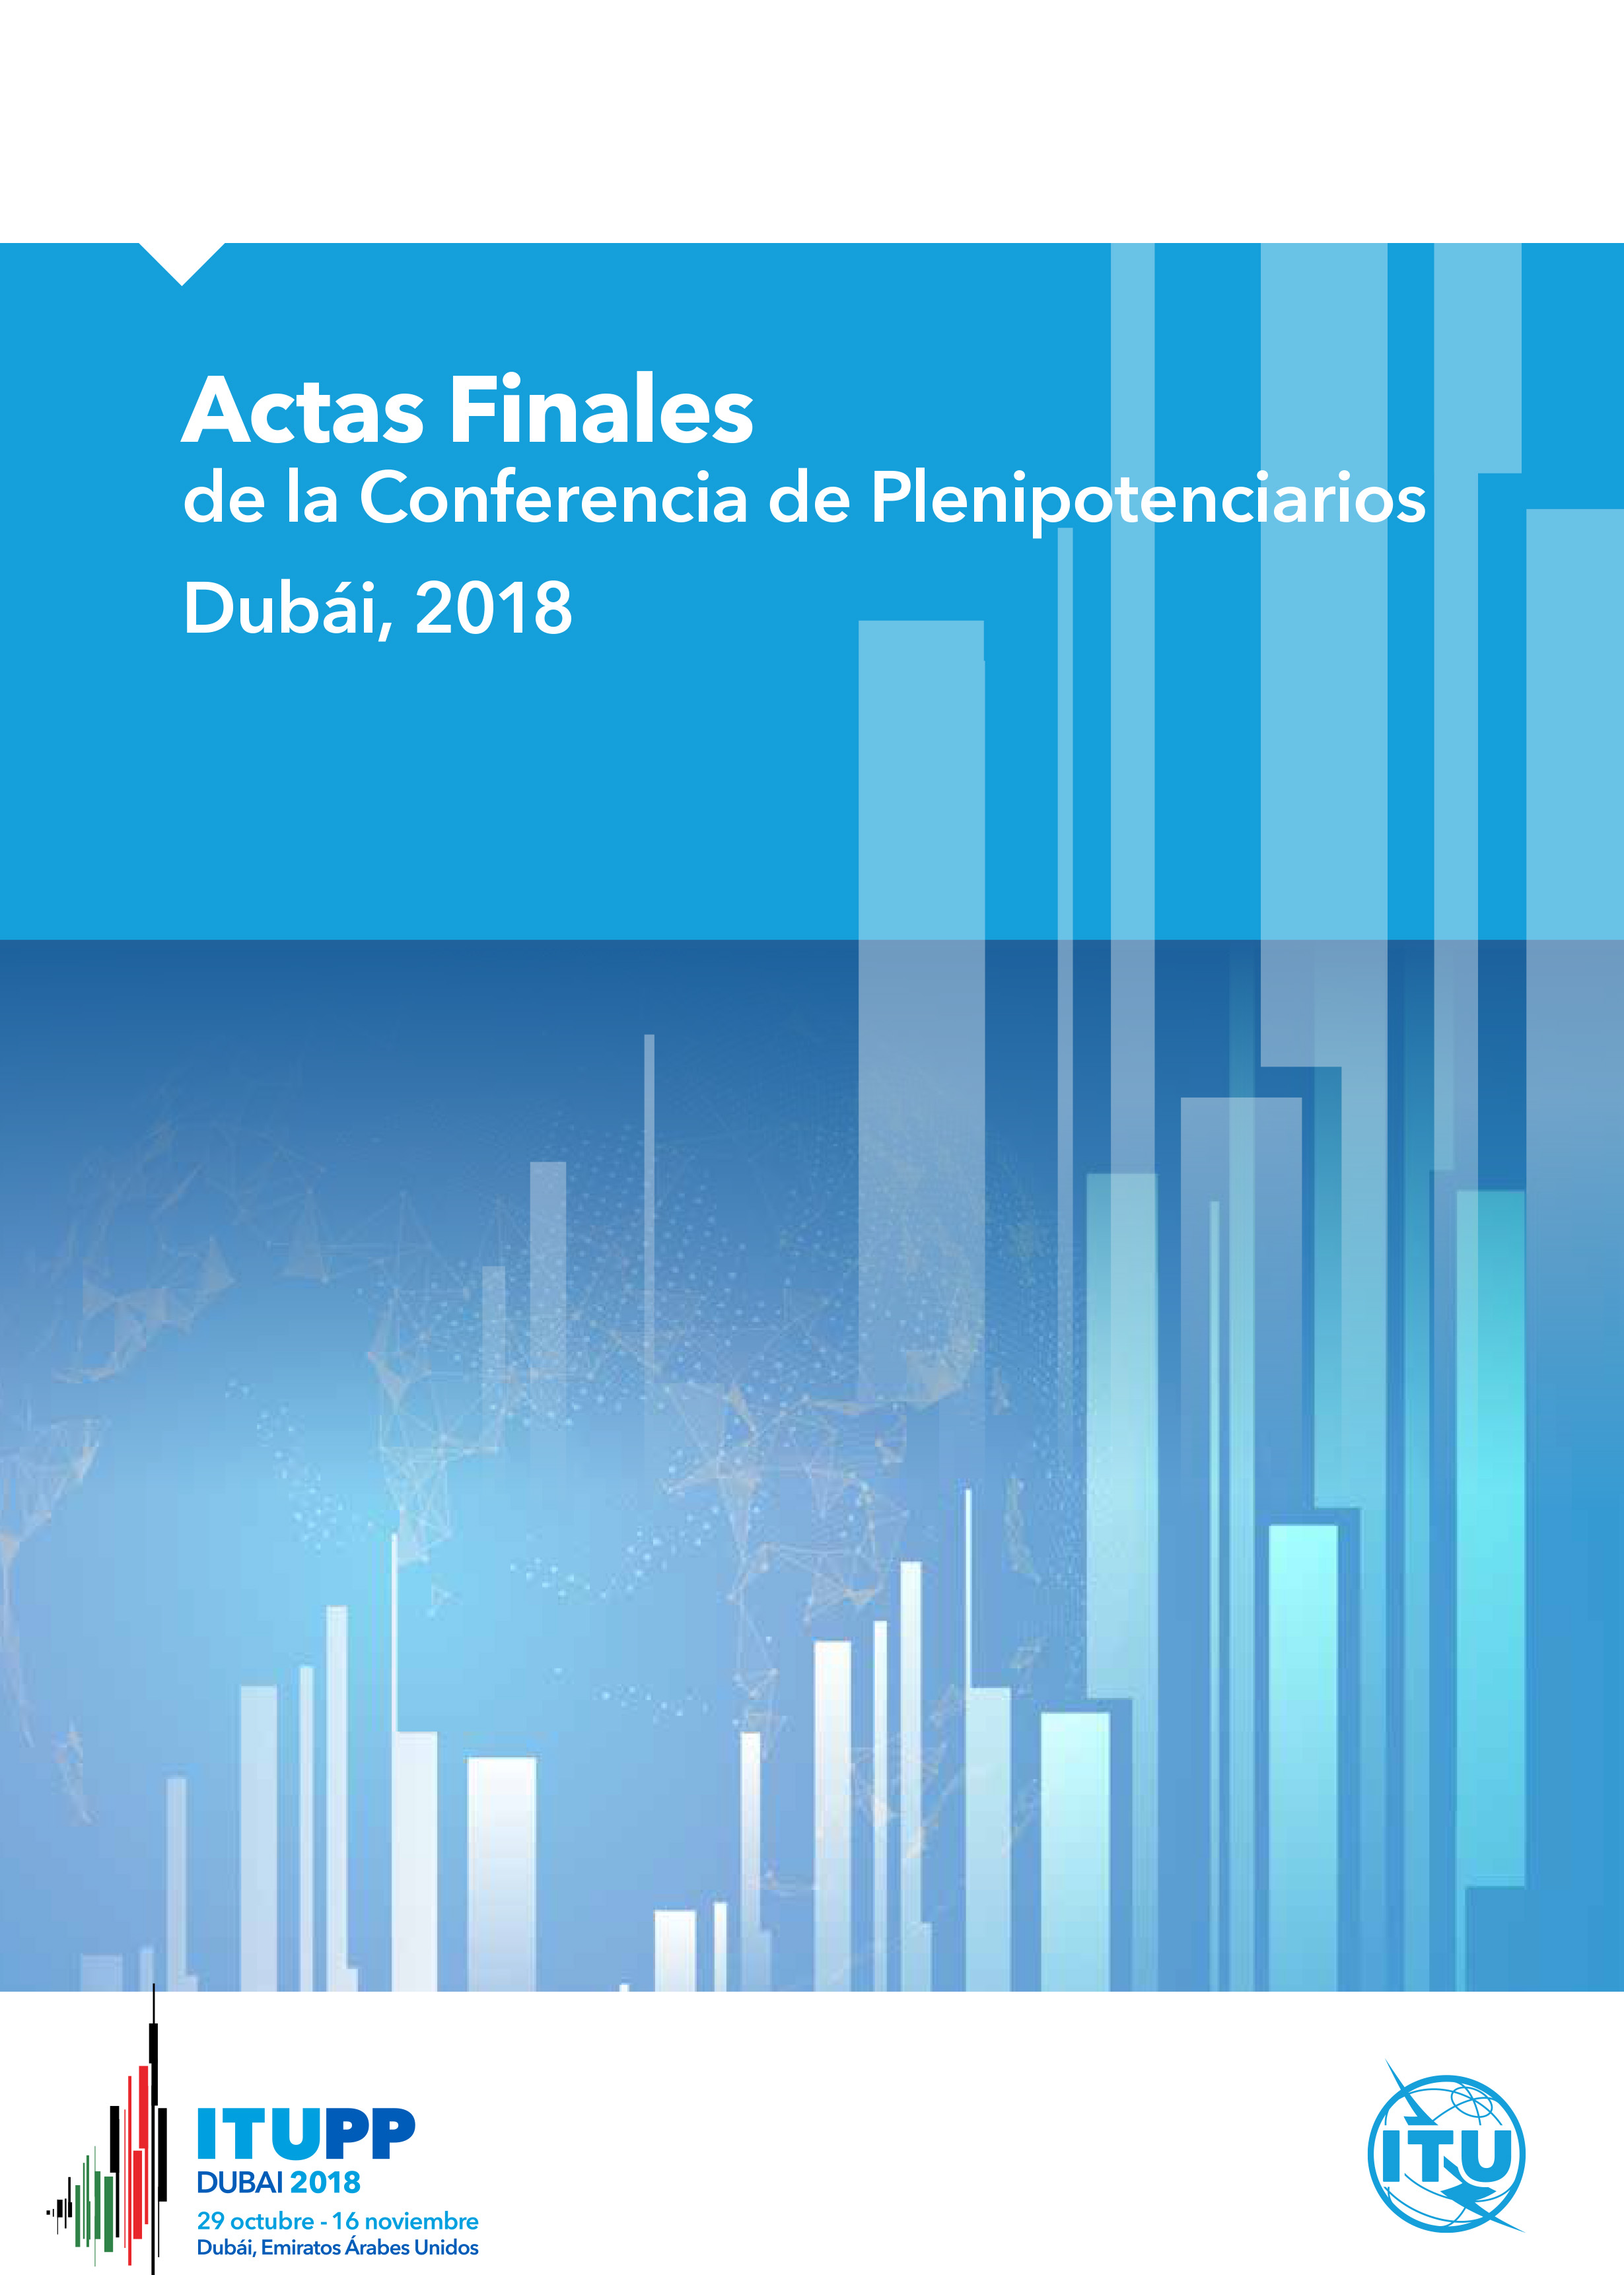 Actas Finales
de la Conferencia de Plenipotenciarios
Dubái, 2018
ITUPP
DUBAI 2018
29 octubre - 16 noviembre
Dubái, Emiratos Árabes Unidos
ITU